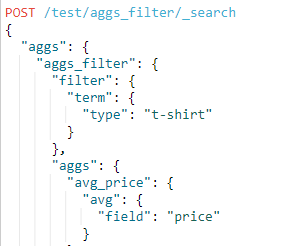 POST /test/aggs_filter/_search
{
  "aggs": {
    "aggs_filter": {
      "filter": {
        "term": {
          "type": "t-shirt"
        }
      },
      "aggs": {
        "avg_price": {
          "avg": {
            "field": "price"
          }